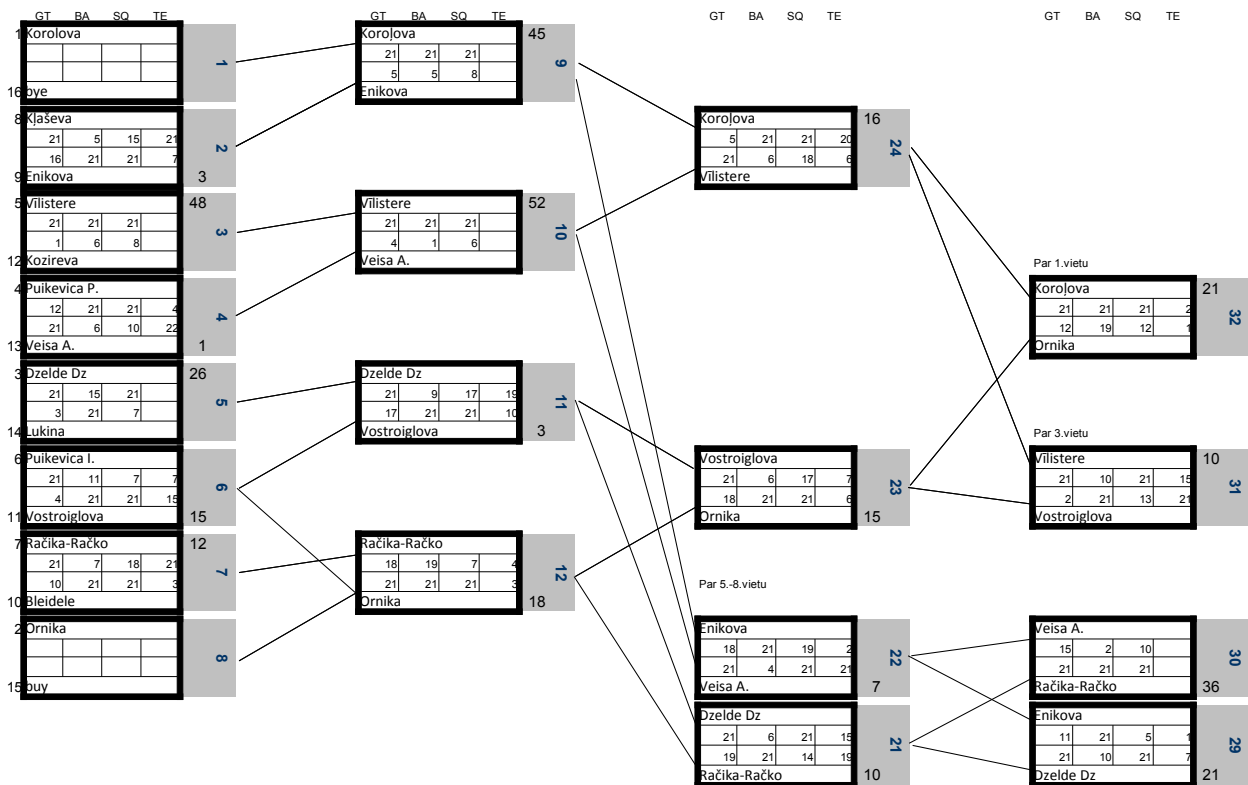 GT BA SQ TE
1 Korolova
16 bye
1
8 Kļaševa
21 5 15 21
16 21 21 7
9 Enikova 3
2
5 Vīlistere 48
21 21 21
1 6 8
12 Kozireva
3
4 Puikevica P.
12 21 21 4
21 6 10 22
13 Veisa A. 1
4
3 Dzelde Dz 26
21 15 21
3 21 7
14 Lukina
5
6 Puikevica I.
21 11 7 7
4 21 21 15
11 Vostroiglova 15
6
7 Račika-Račko 12
21 7 18 21
10 21 21 3
10 Bleidele
7
2 Ornika
15 buy
8
GT BA SQ TE
Koroļova 45
21 21 21
5 5 8
Enikova
9
Vīlistere 52
21 21 21
4 1 6
Veisa A.
10
Dzelde Dz
21 9 17 19
17 21 21 10
Vostroiglova 3
11
Račika-Račko
18 19 7 4
21 21 21 3
Ornika 18
12
GT BA SQ TE
Koroļova 16
5 21 21 20
21 6 18 6
Vīlistere
24
Vostroiglova
21 6 17 7
18 21 21 6
Ornika 15
23
Par 5.-8.vietu
Enikova
18 21 19 2
21 4 21 21
Veisa A. 7
22
Dzelde Dz
21 6 21 15
19 21 14 19
Račika-Račko 10
21
GT BA SQ TE
Par 1.vietu
Koroļova 21
21 21 21 2
12 19 12 1
Ornika
32
Par 3.vietu
Vīlistere 10
21 10 21 15
2 21 13 21
Vostroiglova
31
Veisa A.
15 2 10
21 21 21
Račika-Račko 36
30
Enikova
11 21 5 1
21 10 21 7
Dzelde Dz 21
29